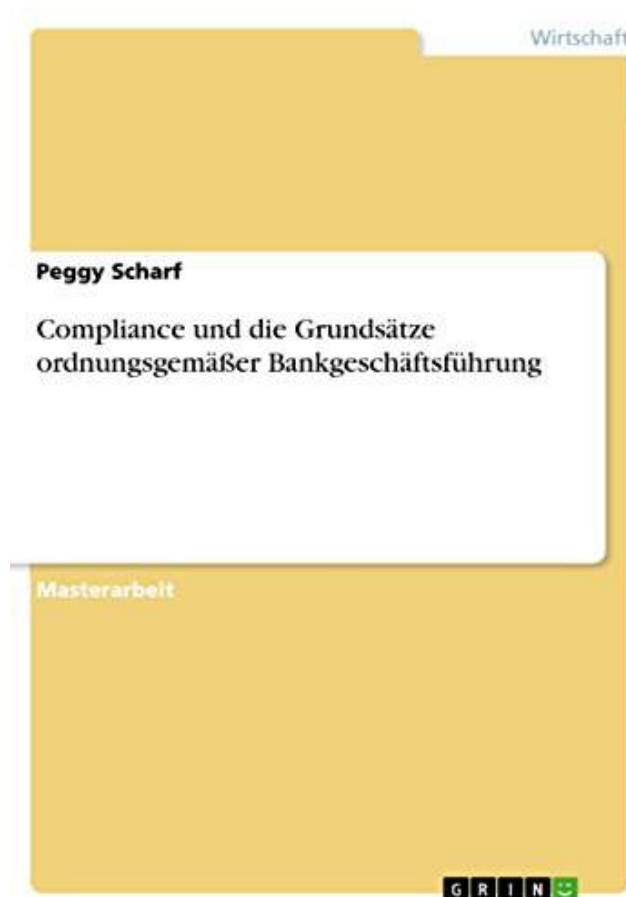 Wirtschaft
Peggy Scharf
Compliance und die Grundsätze
ordnungsgemäßer Bankgeschäftsführung
Masterarbeit
GRIN